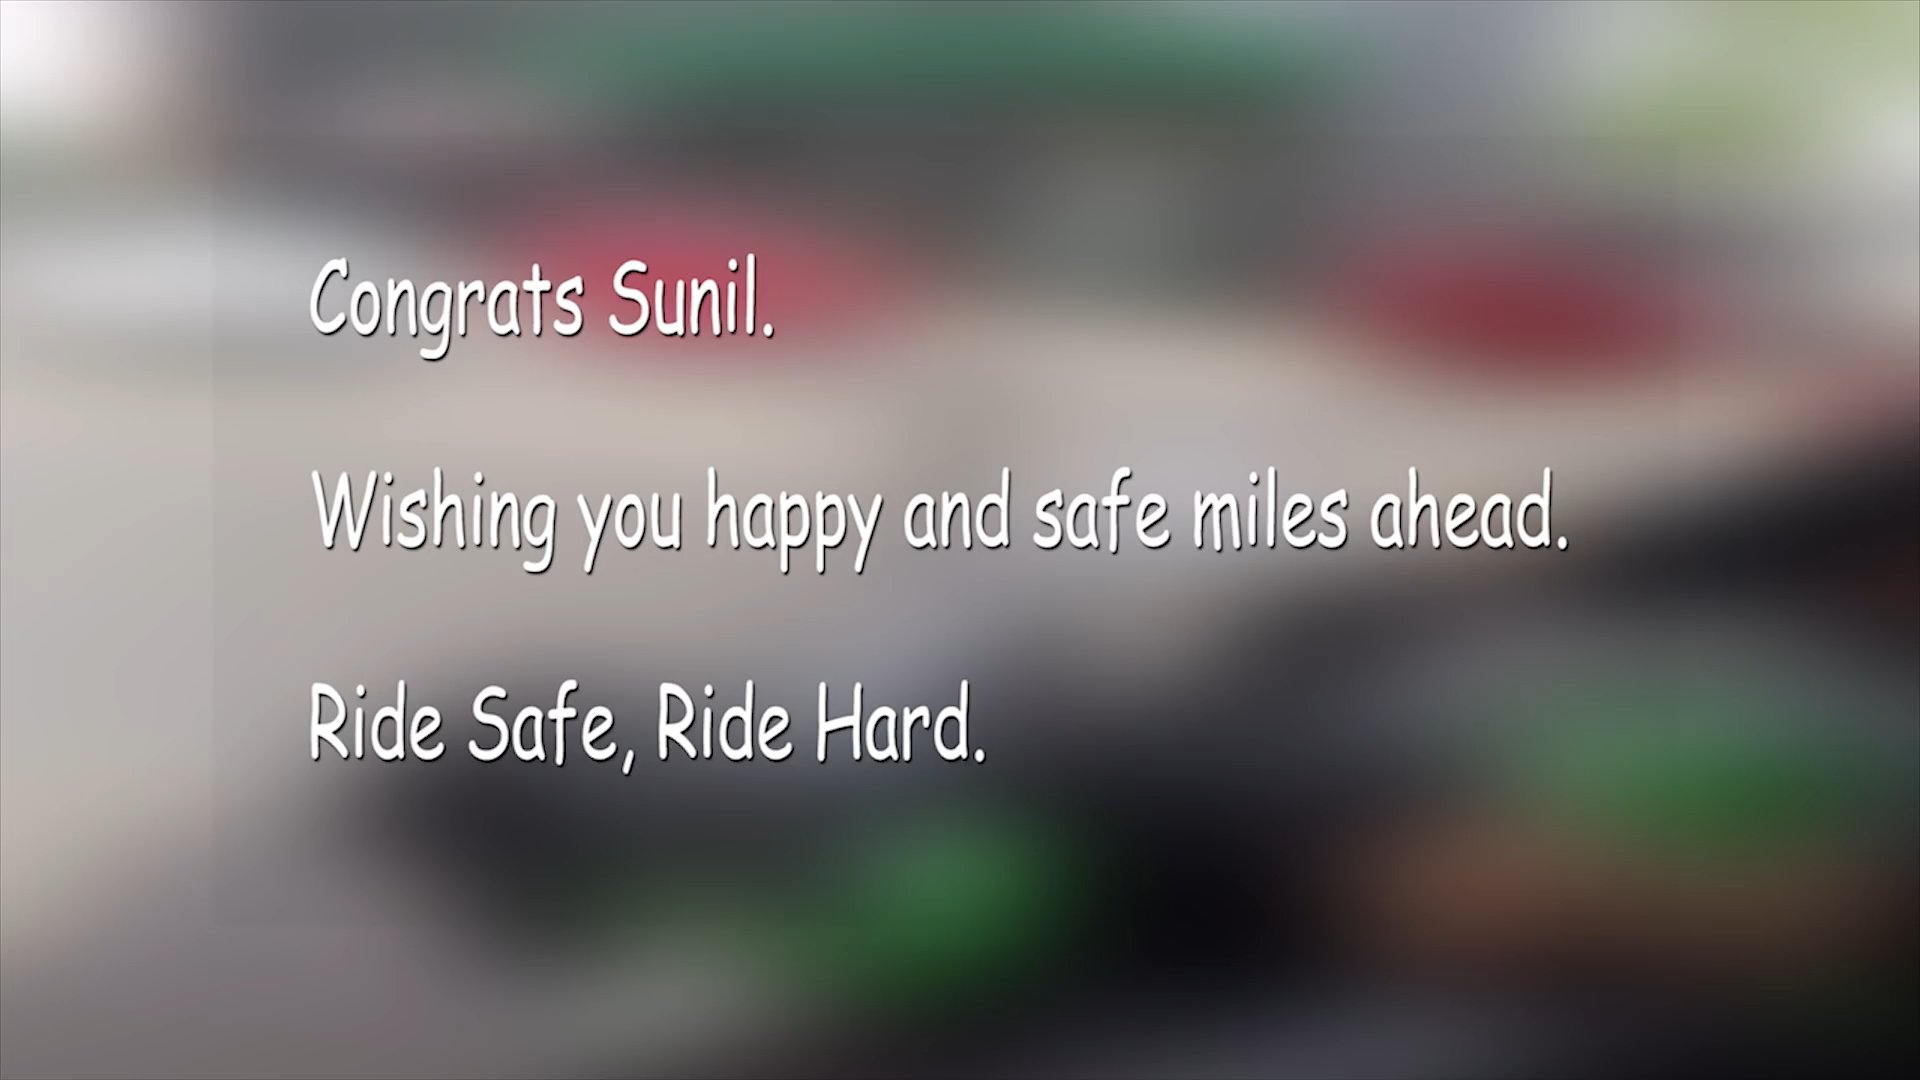 Congrats Sunil.
Wishing you happy and safe miles ahead.
Ride Safe, Ride Hard.